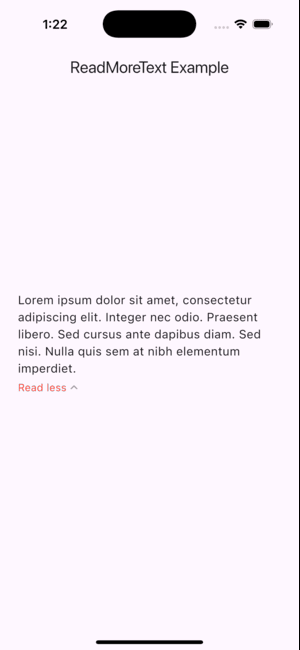 1:22
ReadMoreText Example
Lorem ipsum dolor sit amet, consectetur
adipiscing elit. Integer nec odio. Praesent
libero. Sed cursus ante dapibus diam. Sed
nisi. Nulla quis sem at nibh elementum
imperdiet.
Read less